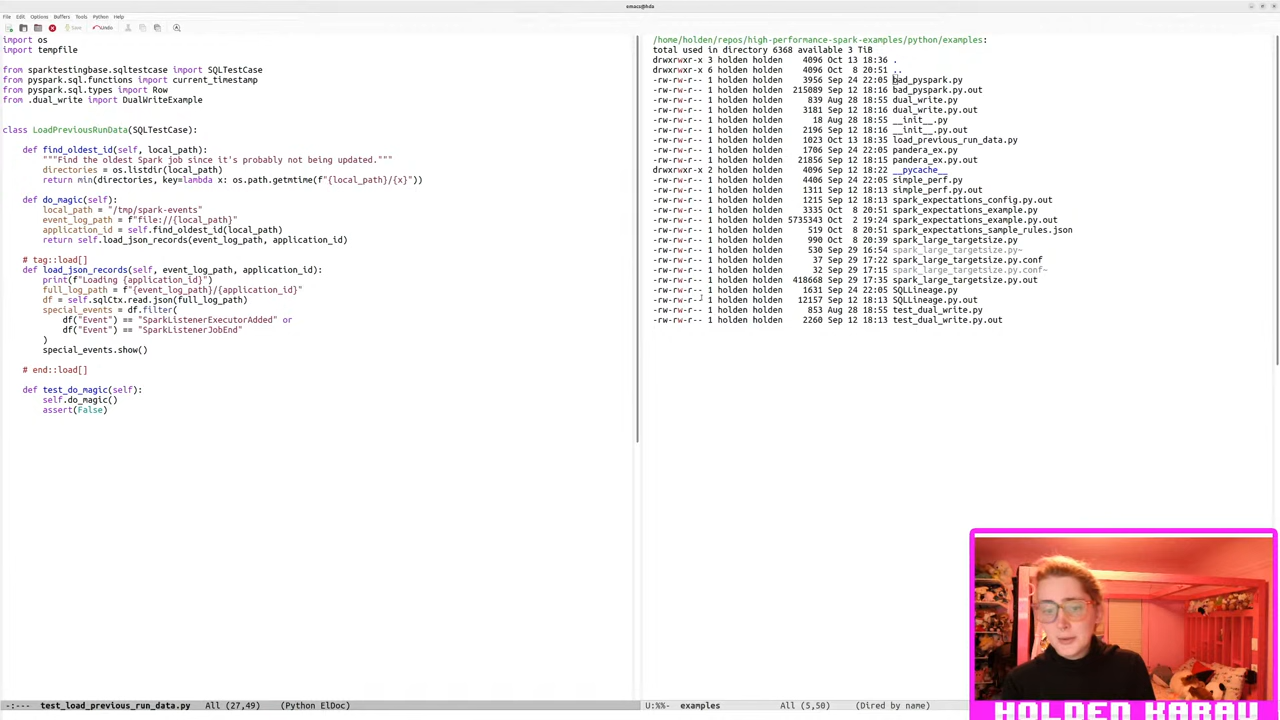 emacs@hda
File Edit Options Buffers Tools Python Help
Save Undo
import os
import tempfile
from sparktestingbase.sqltestcase import SQLTestCase
from pyspark.sql.functions import current_timestamp
from pyspark.sql.types import Row
from .dual_write import DualWriteExample
class LoadPreviousRunData(SQLTestCase):
def find_oldest_id(self, local_path):
"""Find the oldest Spark job since it's probably not being updated."""
directories = os.listdir(local_path)
return min(directories, key=lambda x: os.path.getmtime(f"{local_path}/{x}"))
def do_magic(self):
local_path = "/tmp/spark-events"
event_log_path = f"file://{local_path}"
application_id = self.find_oldest_id(local_path)
return self.load_json_records(event_log_path, application_id)
# tag::load[]
def load_json_records(self, event_log_path, application_id):
print(f"Loading {application_id}")
full_log_path = f"{event_log_path}/{application_id}"
df = self.sqlCtx.read.json(full_log_path)
special_events = df.filter(
df("Event") == "SparkListenerExecutorAdded" or
df("Event") == "SparkListenerJobEnd"
)
special_events.show()
# end::load[]
def test_do_magic(self):
self.do_magic()
assert(False)
-:--- test_load_previous_run_data.py All (27,49) (Python ElDoc)
/home/holden/repos/high-performance-spark-examples/python/examples:
total used in directory 6368 available 3 TiB
drwxrwxr-x 3 holden holden 4096 Oct 13 18:36 .
drwxrwxr-x 6 holden holden 4096 Oct 8 20:51 ..
-rw-rw-r-- 1 holden holden 3956 Sep 24 22:05 bad_pyspark.py
-rw-rw-r-- 1 holden holden 215089 Sep 12 18:16 bad_pyspark.py.out
-rw-rw-r-- 1 holden holden 839 Aug 28 18:55 dual_write.py
-rw-rw-r-- 1 holden holden 3181 Sep 12 18:16 dual_write.py.out
-rw-rw-r-- 1 holden holden 18 Aug 28 18:55 __init__.py
-rw-rw-r-- 1 holden holden 2196 Sep 12 18:16 __init__.py.out
-rw-rw-r-- 1 holden holden 1023 Oct 13 18:35 load_previous_run_data.py
-rw-rw-r-- 1 holden holden 1706 Sep 24 22:05 pandera_ex.py
-rw-rw-r-- 1 holden holden 21856 Sep 12 18:15 pandera_ex.py.out
drwxrwxr-x 2 holden holden 4096 Sep 12 18:22 __pycache__
-rw-rw-r-- 1 holden holden 4406 Sep 24 22:05 simple_perf.py
-rw-rw-r-- 1 holden holden 1311 Sep 12 18:13 simple_perf.py.out
-rw-rw-r-- 1 holden holden 1215 Sep 12 18:13 spark_expectations_config.py.out
-rw-rw-r-- 1 holden holden 3335 Oct 8 20:51 spark_expectations_example.py
-rw-rw-r-- 1 holden holden 5735343 Oct 2 19:24 spark_expectations_example.py.out
-rw-rw-r-- 1 holden holden 519 Oct 8 20:51 spark_expectations_sample_rules.json
-rw-rw-r-- 1 holden holden 990 Oct 8 20:39 spark_large_targetsize.py
-rw-rw-r-- 1 holden holden 530 Sep 29 16:54 spark_large_targetsize.py~
-rw-rw-r-- 1 holden holden 37 Sep 29 17:22 spark_large_targetsize.py.conf
-rw-rw-r-- 1 holden holden 32 Sep 29 17:15 spark_large_targetsize.py.conf~
-rw-rw-r-- 1 holden holden 418668 Sep 29 17:35 spark_large_targetsize.py.out
-rw-rw-r-- 1 holden holden 1631 Sep 24 22:05 SQLLineage.py
-rw-rw-r-- 1 holden holden 12157 Sep 12 18:13 SQLLineage.py.out
-rw-rw-r-- 1 holden holden 853 Aug 28 18:55 test_dual_write.py
-rw-rw-r-- 1 holden holden 2260 Sep 12 18:13 test_dual_write.py.out
U:%%- examples All (5,50) (Dired by name)
HOLDEN KARAU